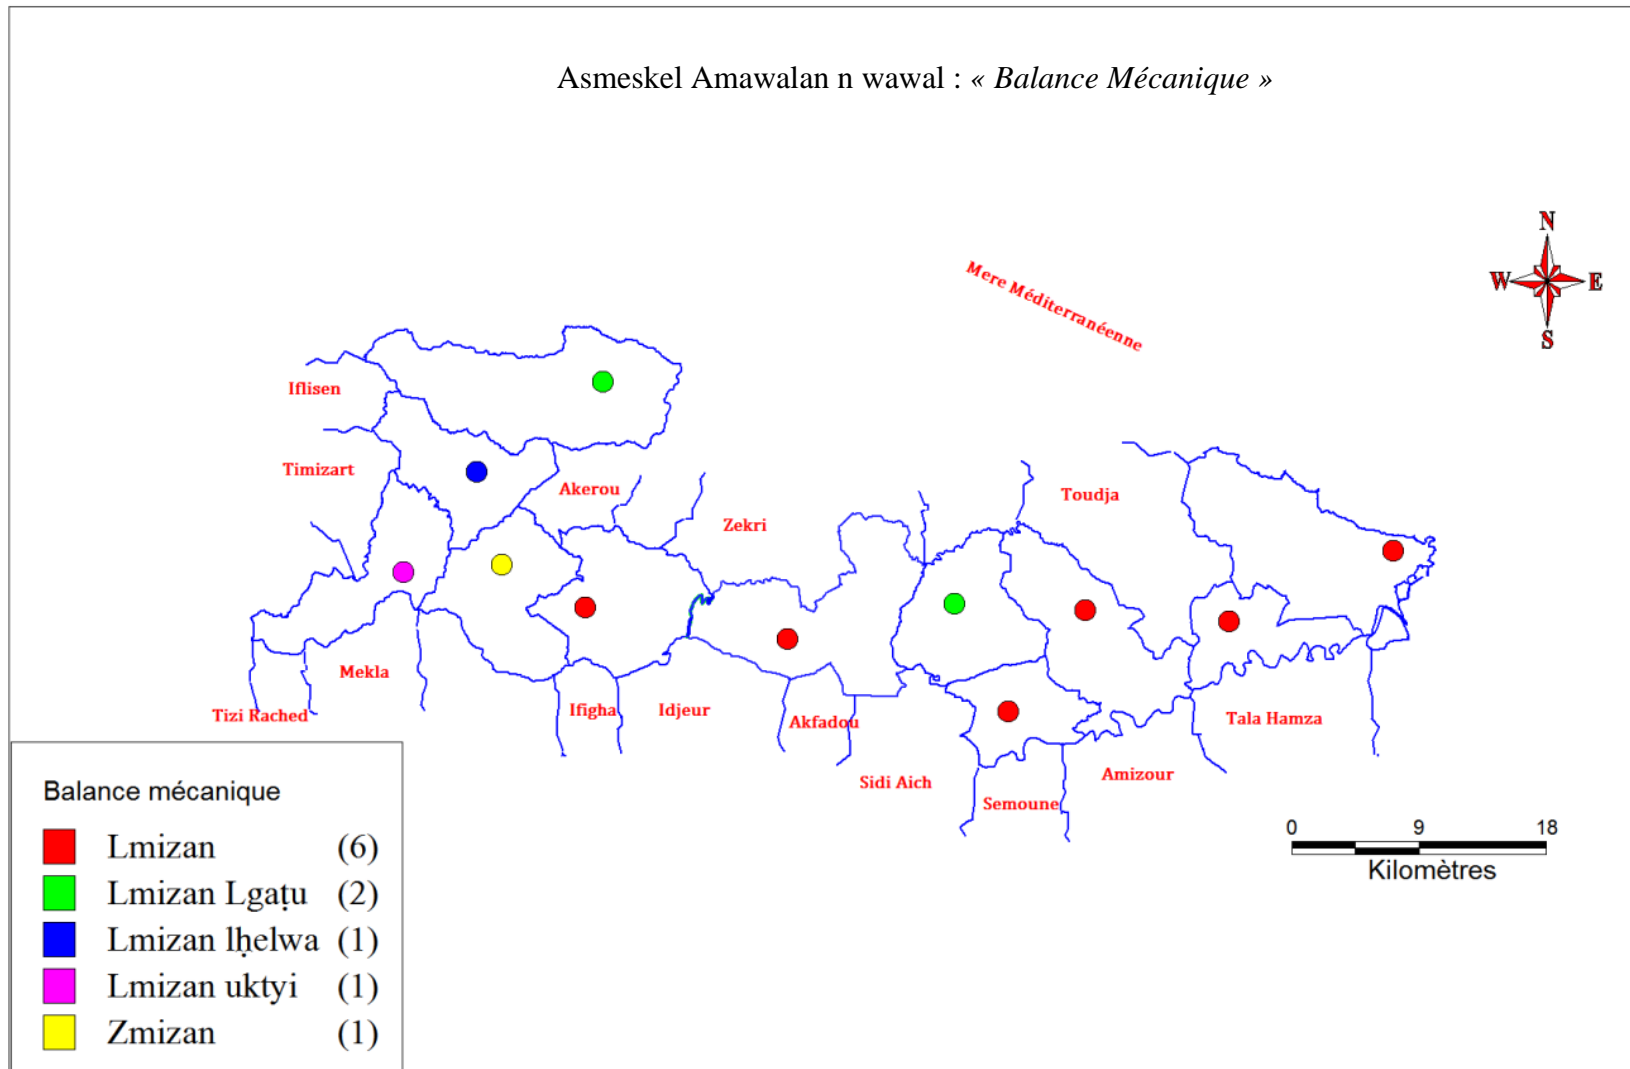 Asmeskel Amawalan n wawal : « Balance Mécanique »
N
W E
S
Mere Méditerranéenne
Iflisen
Timizart
Akerou
Toudja
Zekri
Mekla
Tizi Rached
Ifigha
Idjeur
Akfadou
Tala Hamza
Sidi Aich
Amizour
Semoune
Balance mécanique
Lmizan (6)
Lmizan Lgaṭu (2)
Lmizan lḥelwa (1)
Lmizan uktyi (1)
Zmizan (1)
0 9 18
Kilomètres